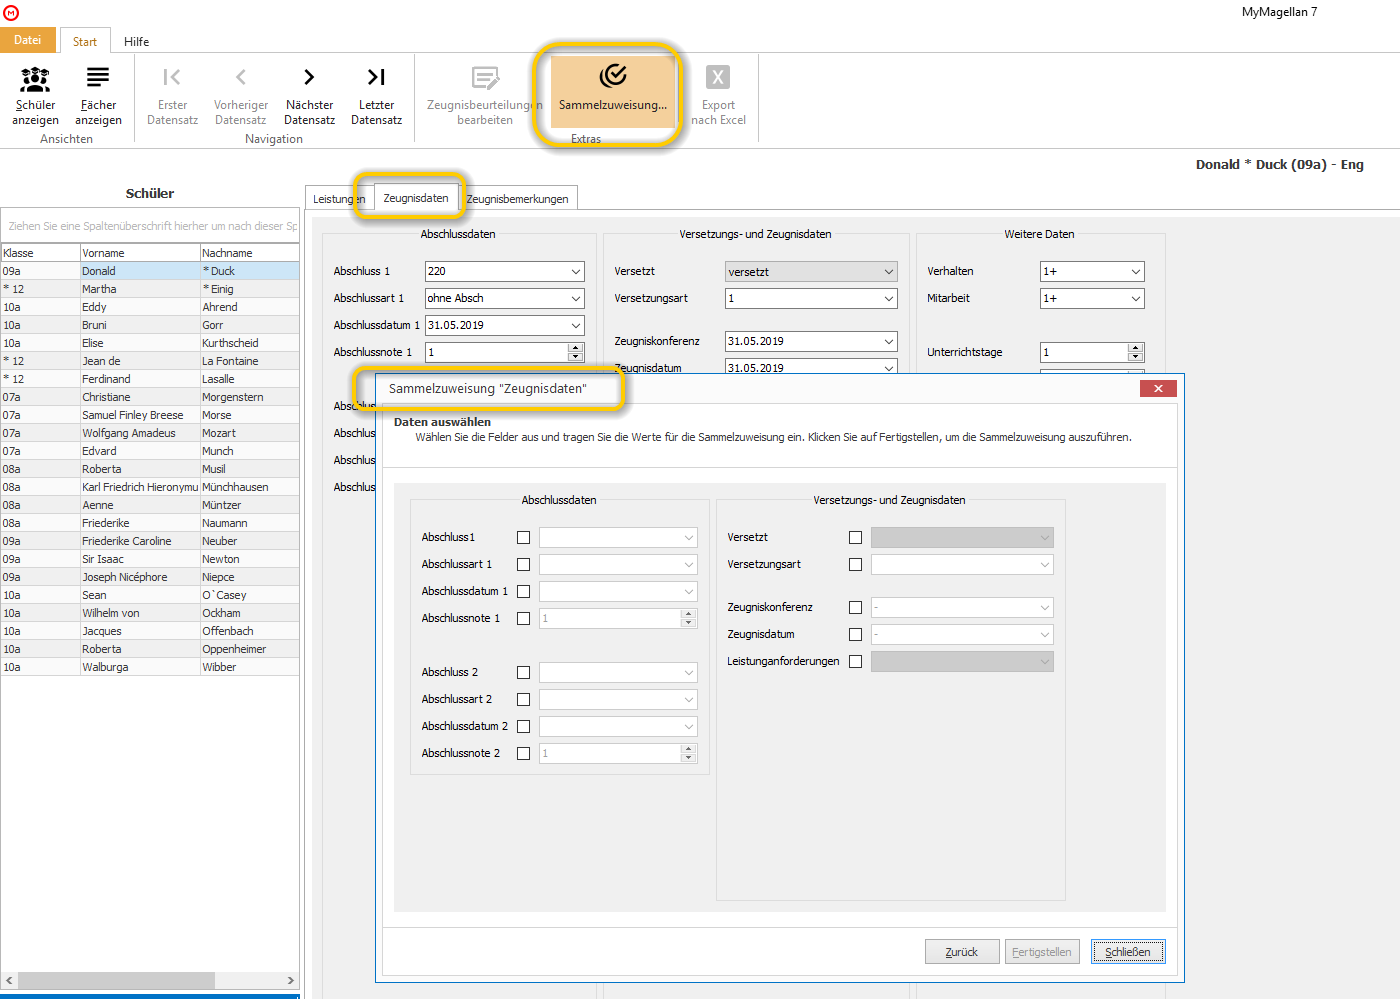 MyMagellan 7
Datei Start Hilfe
Schüler anzeigen
Fächer anzeigen
Erster Datensatz
Vorheriger Datensatz
Nächster Datensatz
Letzter Datensatz
Zeugnisbeurteilungen bearbeiten
Sammelzuweisung...
Export nach Excel
Ansichten Navigation Extras
Donald * Duck (09a) - Eng
Schüler
Ziehen Sie eine Spaltenüberschrift hierher um nach dieser Sp
Klasse Vorname Nachname
09a Donald * Duck
* 12 Martha * Einig
10a Eddy Ahrend
10a Bruni Gorr
10a Elise Kurthscheid
* 12 Jean de La Fontaine
* 12 Ferdinand Lasalle
07a Christiane Morgenstern
07a Samuel Finley Breese Morse
07a Wolfgang Amadeus Mozart
07a Edvard Munch
08a Roberta Musil
08a Karl Friedrich Hieronymu Münchhausen
08a Aenne Müntzer
08a Friederike Naumann
09a Friederike Caroline Neuber
09a Sir Isaac Newton
09a Joseph Nicéphore Niepce
10a Sean O`Casey
10a Wilhelm von Ockham
10a Jacques Offenbach
10a Roberta Oppenheimer
10a Walburga Wibber
Leistungen Zeugnisdaten Zeugnisbemerkungen
Abschlussdaten
Abschluss 1 220
Abschlussart 1 ohne Absch
Abschlussdatum 1 31.05.2019
Abschlussnote 1 1
Abschlus
Abschlus
Abschlus
Abschlus
Versetzungs- und Zeugnisdaten
Versetzt versetzt
Versetzungsart 1
Zeugniskonferenz 31.05.2019
Zeugnisdatum 31.05.2019
Weitere Daten
Verhalten 1+
Mitarbeit 1+
Unterrichtstage 1
Sammelzuweisung "Zeugnisdaten"
Daten auswählen
Wählen Sie die Felder aus und tragen Sie die Werte für die Sammelzuweisung ein. Klicken Sie auf Fertigstellen, um die Sammelzuweisung auszuführen.
Abschlussdaten
Abschluss1
Abschlussart 1
Abschlussdatum 1
Abschlussnote 1 1
Abschluss 2
Abschlussart 2
Abschlussdatum 2
Abschlussnote 2 1
Versetzungs- und Zeugnisdaten
Versetzt
Versetzungsart
Zeugniskonferenz -
Zeugnisdatum -
Leistunganforderungen
Zurück Fertigstellen Schließen